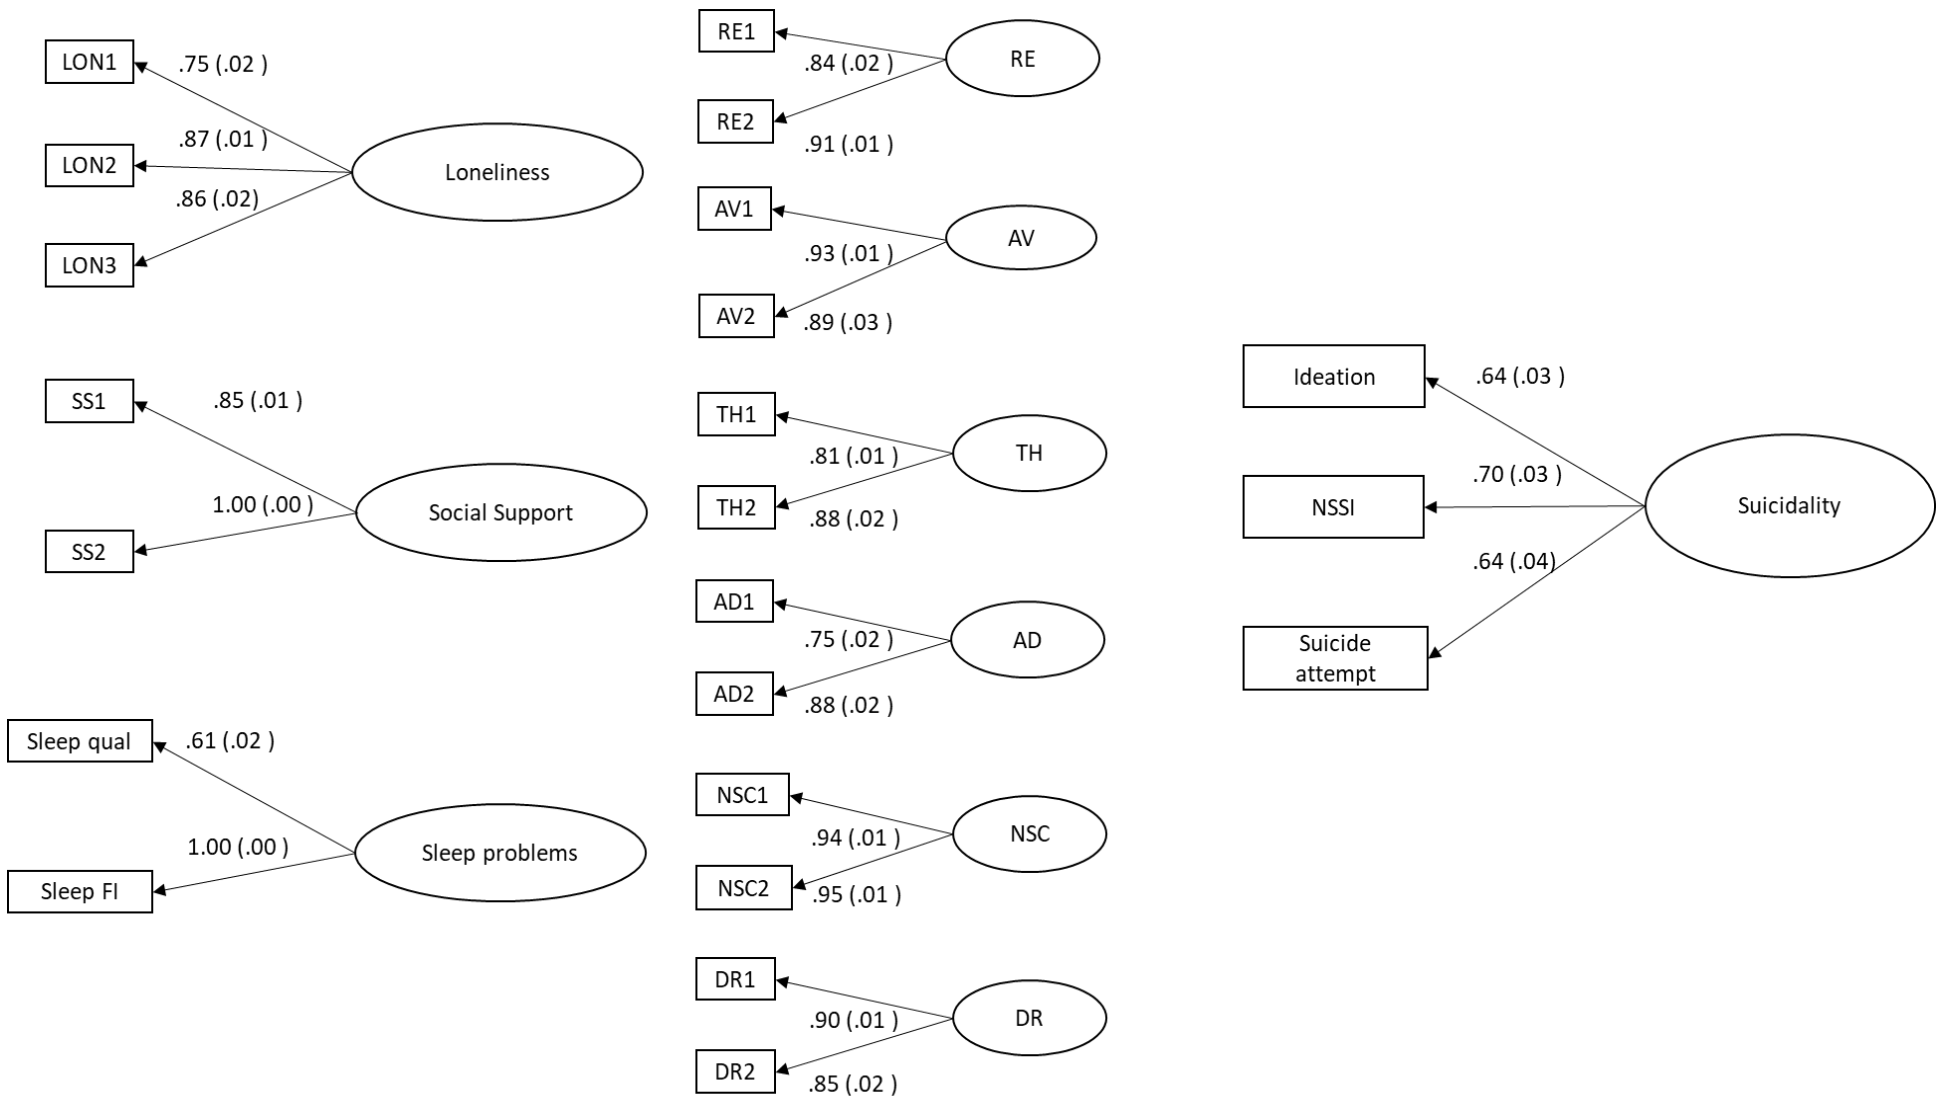 LON1
.75 (.02 )
LON2
.87 (.01 )
.86 (.02)
LON3
Loneliness
SS1
.85 (.01 )
1.00 (.00 )
SS2
Social Support
Sleep qual
.61 (.02 )
1.00 (.00 )
Sleep FI
Sleep problems
RE1
.84 (.02 )
RE2
.91 (.01 )
RE
AV1
.93 (.01 )
AV2
.89 (.03 )
AV
TH1
.81 (.01 )
TH2
.88 (.02 )
TH
AD1
.75 (.02 )
AD2
.88 (.02 )
AD
NSC1
.94 (.01 )
NSC2
.95 (.01 )
NSC
DR1
.90 (.01 )
DR2
.85 (.02 )
DR
Ideation
.64 (.03 )
.70 (.03 )
NSSI
.64 (.04)
Suicide
attempt
Suicidality